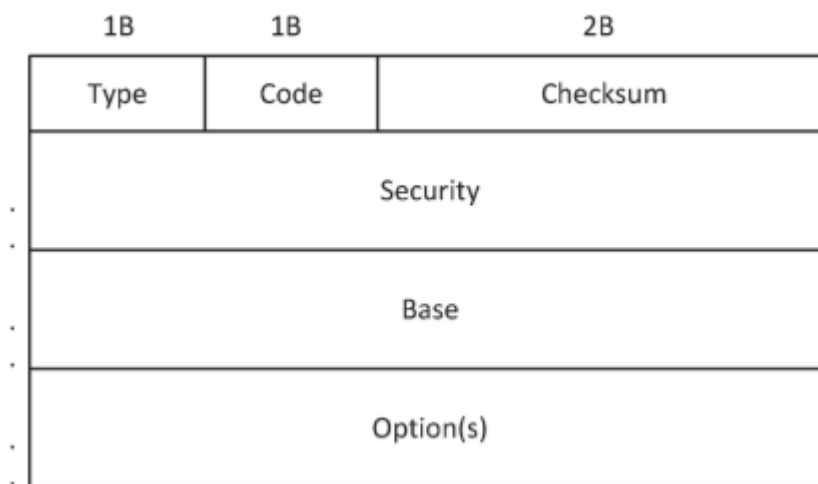 1B 1B 2B
Type Code Checksum
Security
Base
Option(s)